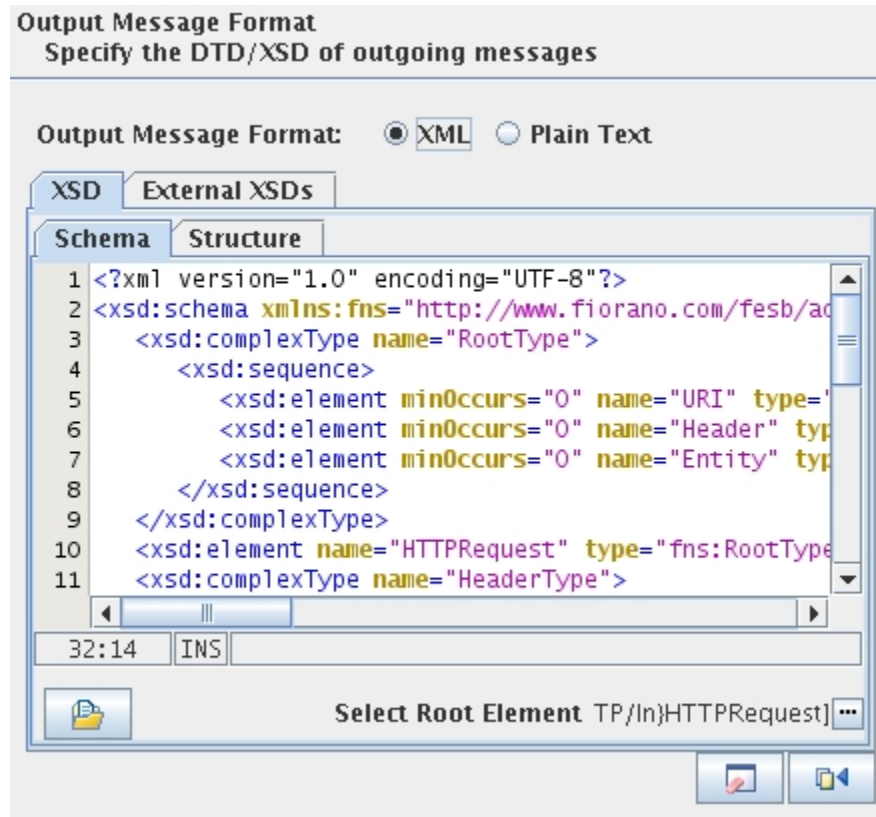 Output Message Format
Specify the DTD/XSD of outgoing messages
Output Message Format: XML Plain Text
XSD External XSDs
Schema Structure
1 <?xml version="1.0" encoding="UTF-8"?>
2 <xsd:schema xmlns:fns="http://www.fiorano.com/fesb/ac
3 <xsd:complexType name="RootType">
4 <xsd:sequence>
5 <xsd:element minOccurs="0" name="URI" type='
6 <xsd:element minOccurs="0" name="Header" typ
7 <xsd:element minOccurs="0" name="Entity" typ
8 </xsd:sequence>
9 </xsd:complexType>
10 <xsd:element name="HTTPRequest" type="fns:RootType
11 <xsd:complexType name="HeaderType">
32:14 INS
Select Root Element TP/In}HTTPRequest] ...